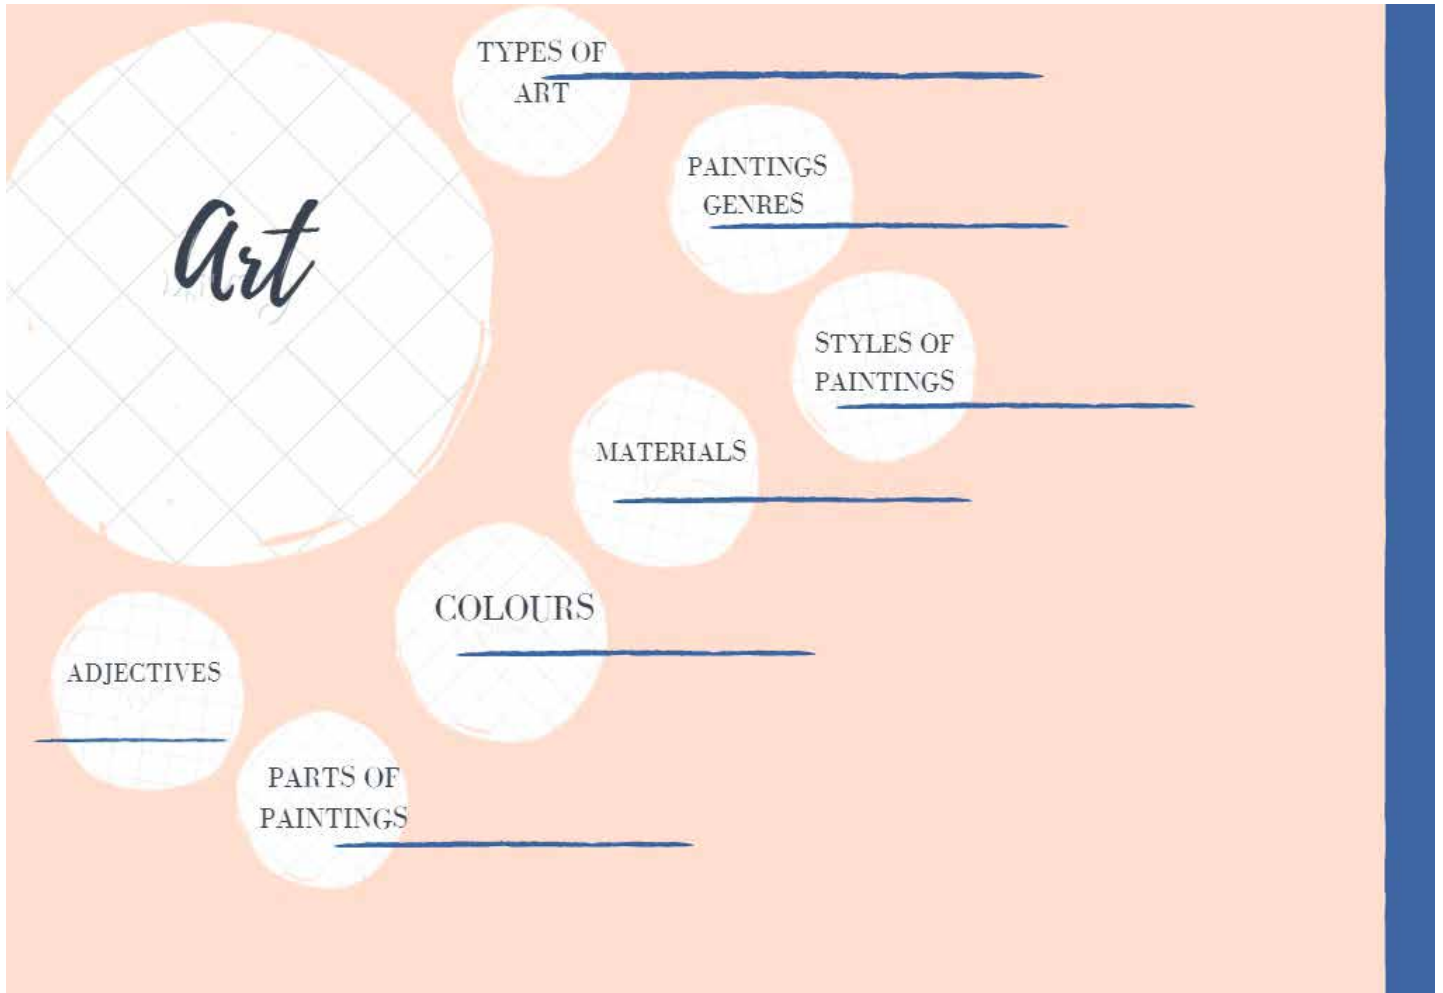 Art
TYPES OF
ART
PAINTINGS
GENRES
STYLES OF
PAINTINGS
MATERIALS
COLOURS
ADJECTIVES
PARTS OF
PAINTINGS